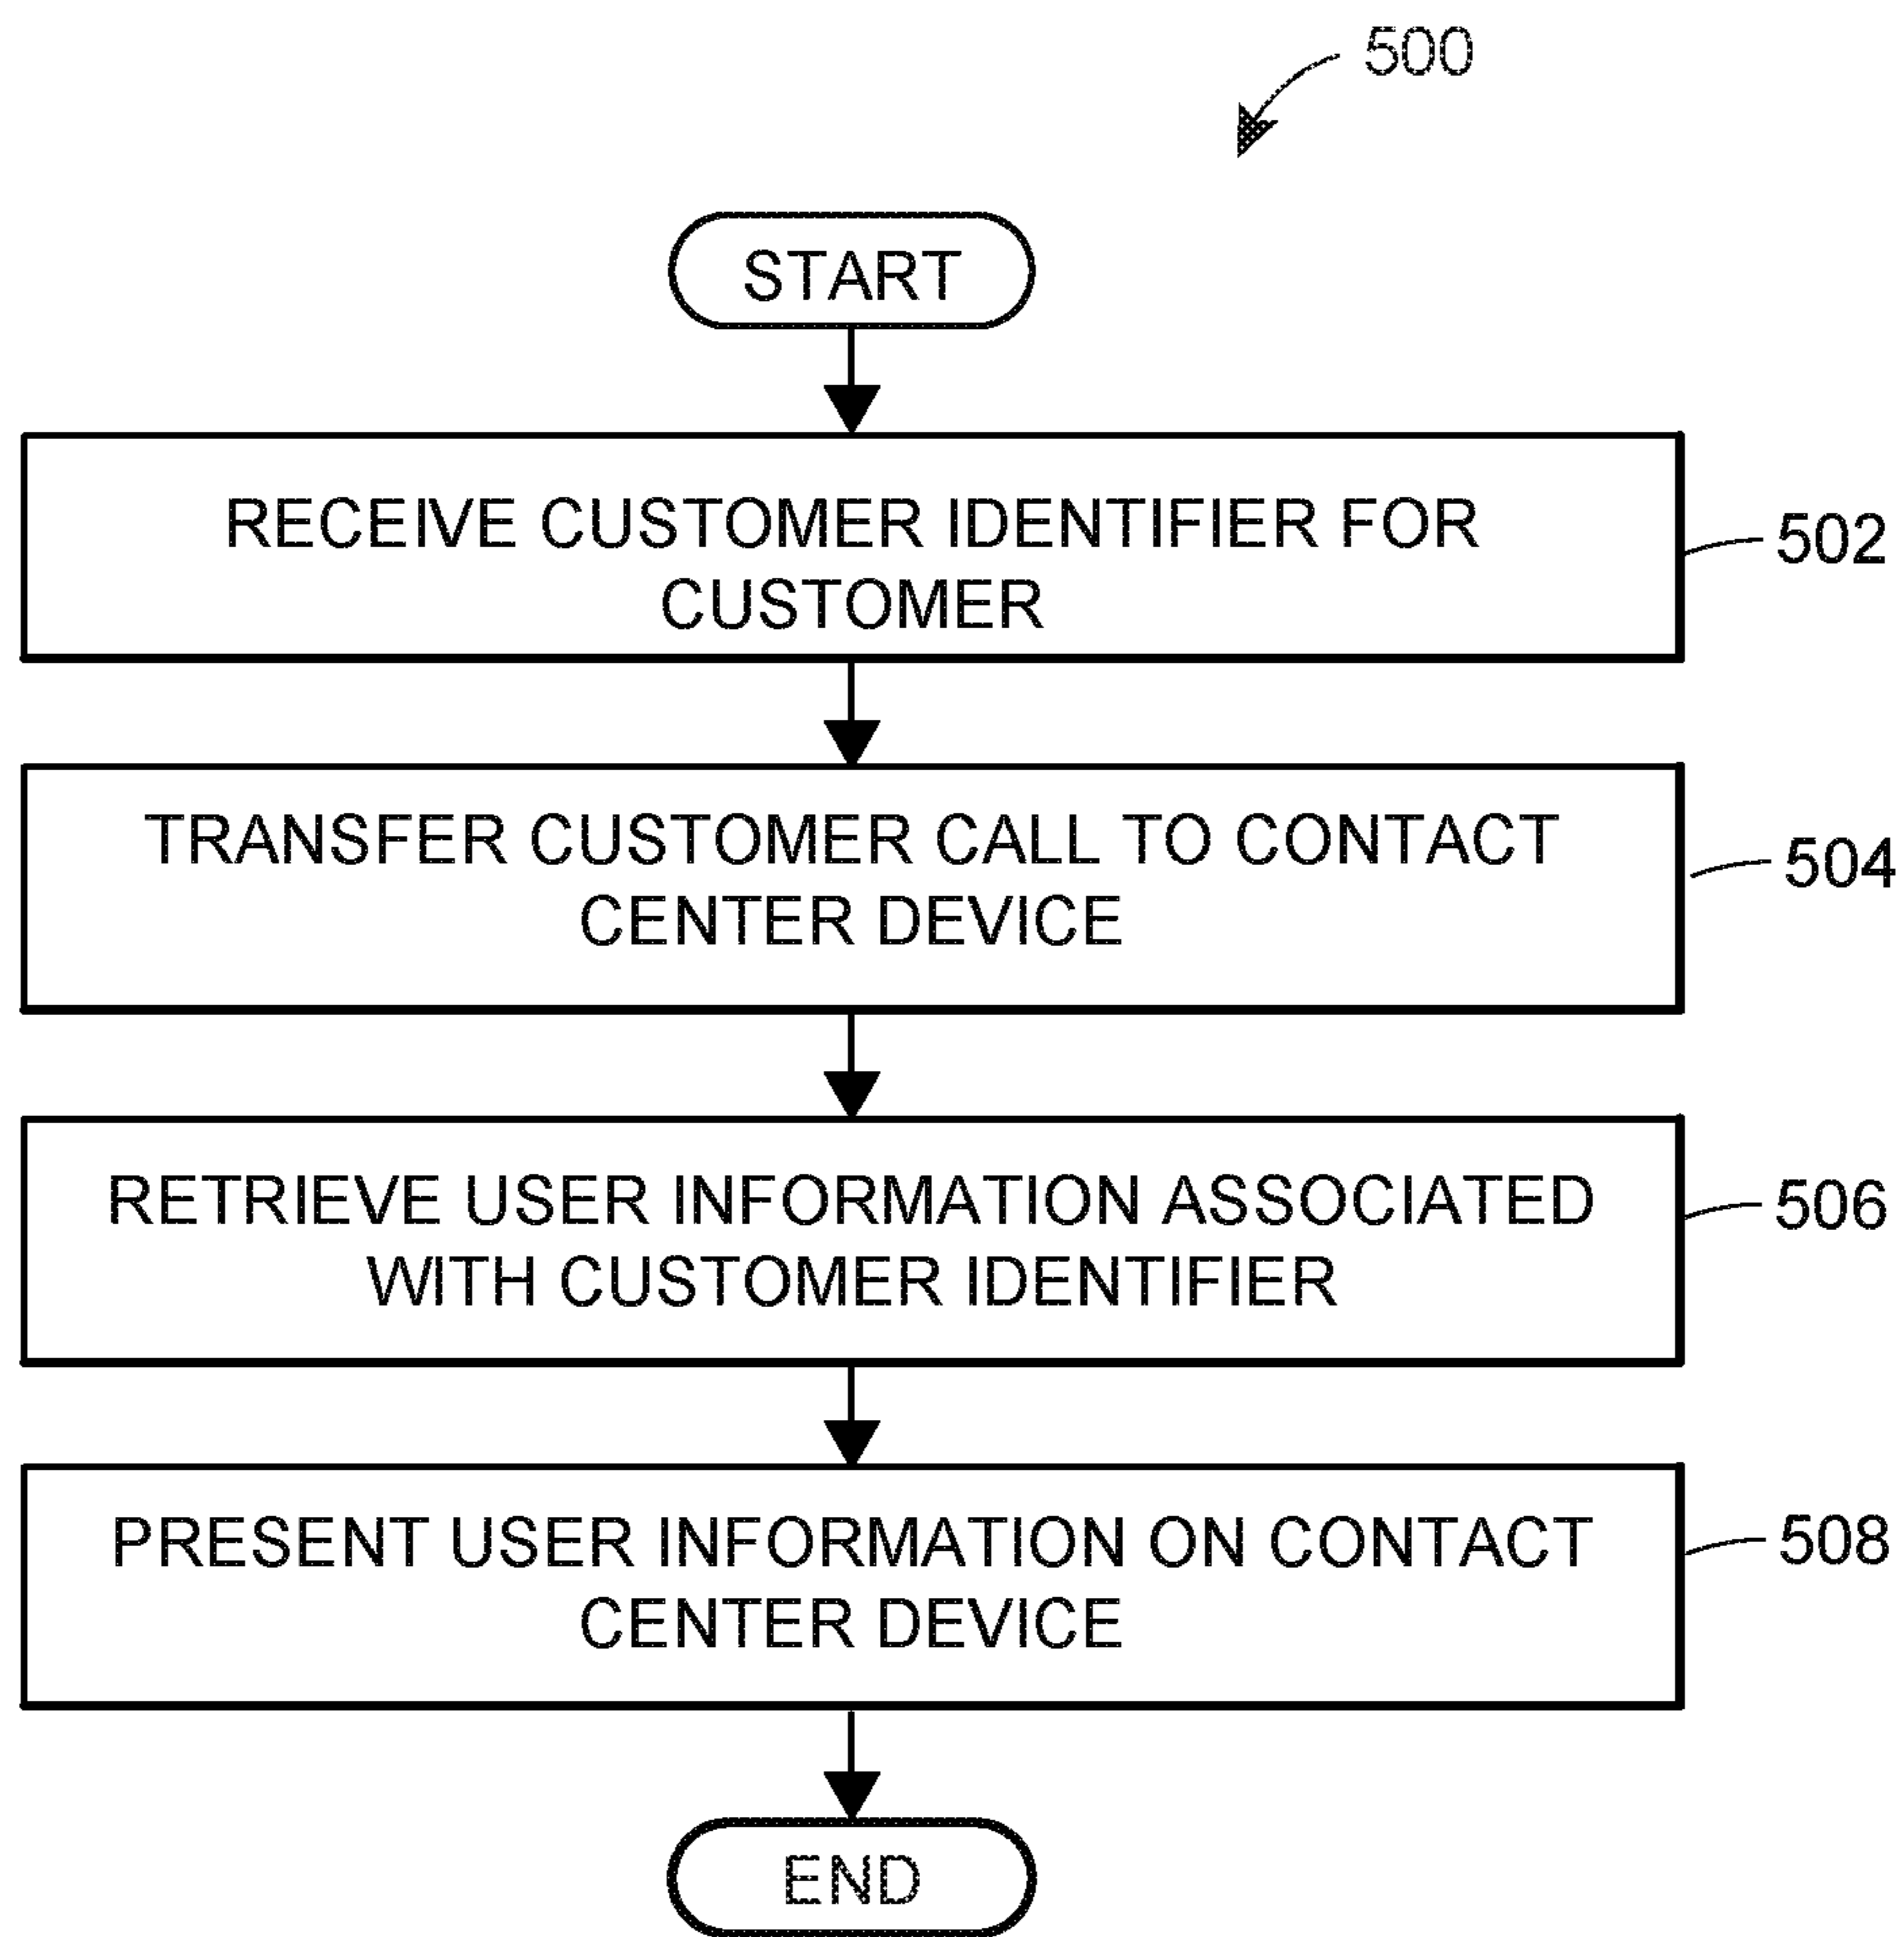 500
START
RECEIVE CUSTOMER IDENTIFIER FOR
CUSTOMER
502
TRANSFER CUSTOMER CALL TO CONTACT
CENTER DEVICE
504
RETRIEVE USER INFORMATION ASSOCIATED
WITH CUSTOMER IDENTIFIER
506
PRESENT USER INFORMATION ON CONTACT
CENTER DEVICE
508
END